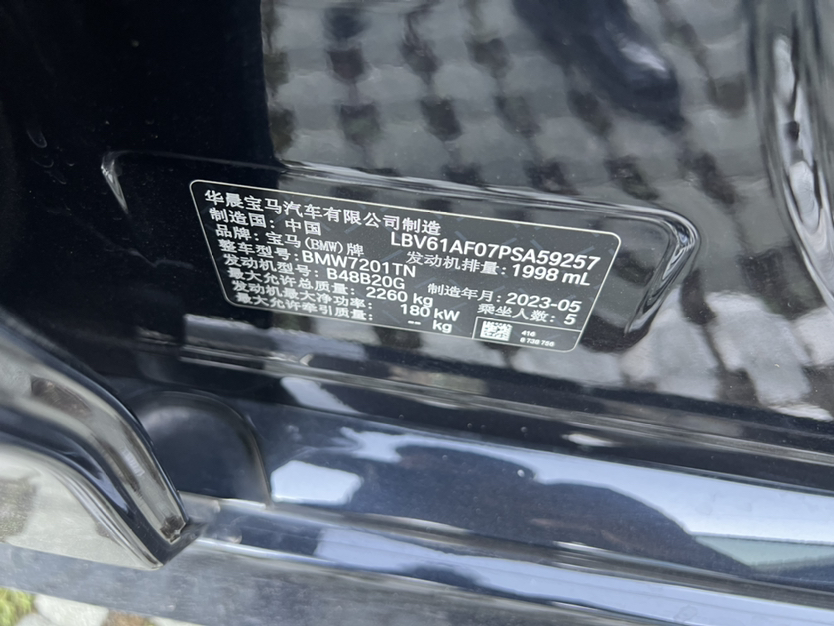 华晨宝马汽车有限公司制造
制造国：中国 LBV61AF07PSA59257
品牌：宝马(BMW)牌 发动机排量：1998 mL
整车型号：BMW7201TN
发动机型号：B48B20G 制造年月：2023-05
最大允许总质量：2260 kg 乘坐人数：5
发动机最大净功率：180 kW
最大允许牵引质量：-- kg
416